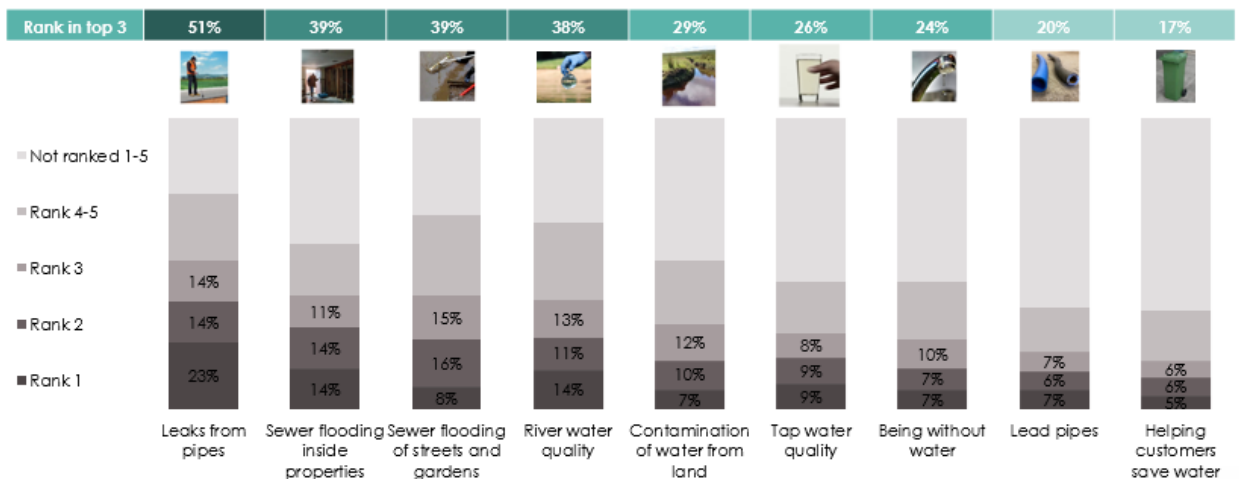 Rank in top 3 51% 39% 39% 38% 29% 26% 24% 20% 17%
Not ranked 1-5
Rank 4-5
Rank 3
Rank 2
Rank 1
14%
14%
23%
11%
14%
14%
15%
16%
8%
13%
11%
14%
12%
10%
7%
8%
9%
9%
10%
7%
7%
7%
6%
7%
6%
6%
5%
Leaks from
pipes
Sewer flooding
inside
properties
Sewer flooding
of streets and
gardens
River water
quality
Contamination
of water from
land
Tap water
quality
Being without
water
Lead pipes
Helping
customers
save water